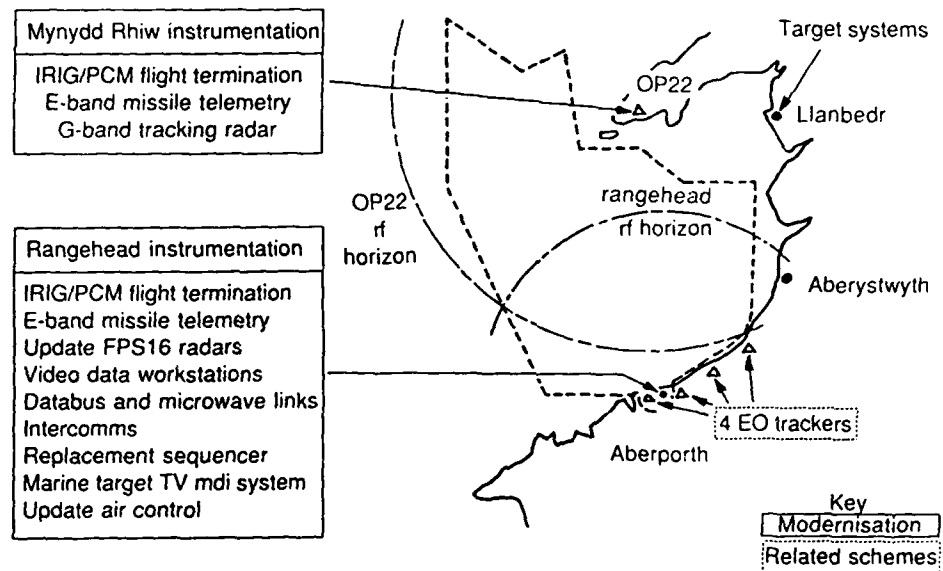 Mynydd Rhiw instrumentation
IRIG/PCM flight termination
E-band missile telemetry
G-band tracking radar
OP22
Target systems
Llanbedr
OP22
rf
horizon
rangehead
rf horizon
Aberystwyth
Rangehead instrumentation
IRIG/PCM flight termination
E-band missile telemetry
Update FPS16 radars
Video data workstations
Databus and microwave links
Intercomms
Replacement sequencer
Marine target TV mdi system
Update air control
4 EO trackers
Aberporth
Key
Modernisation
Related schemes